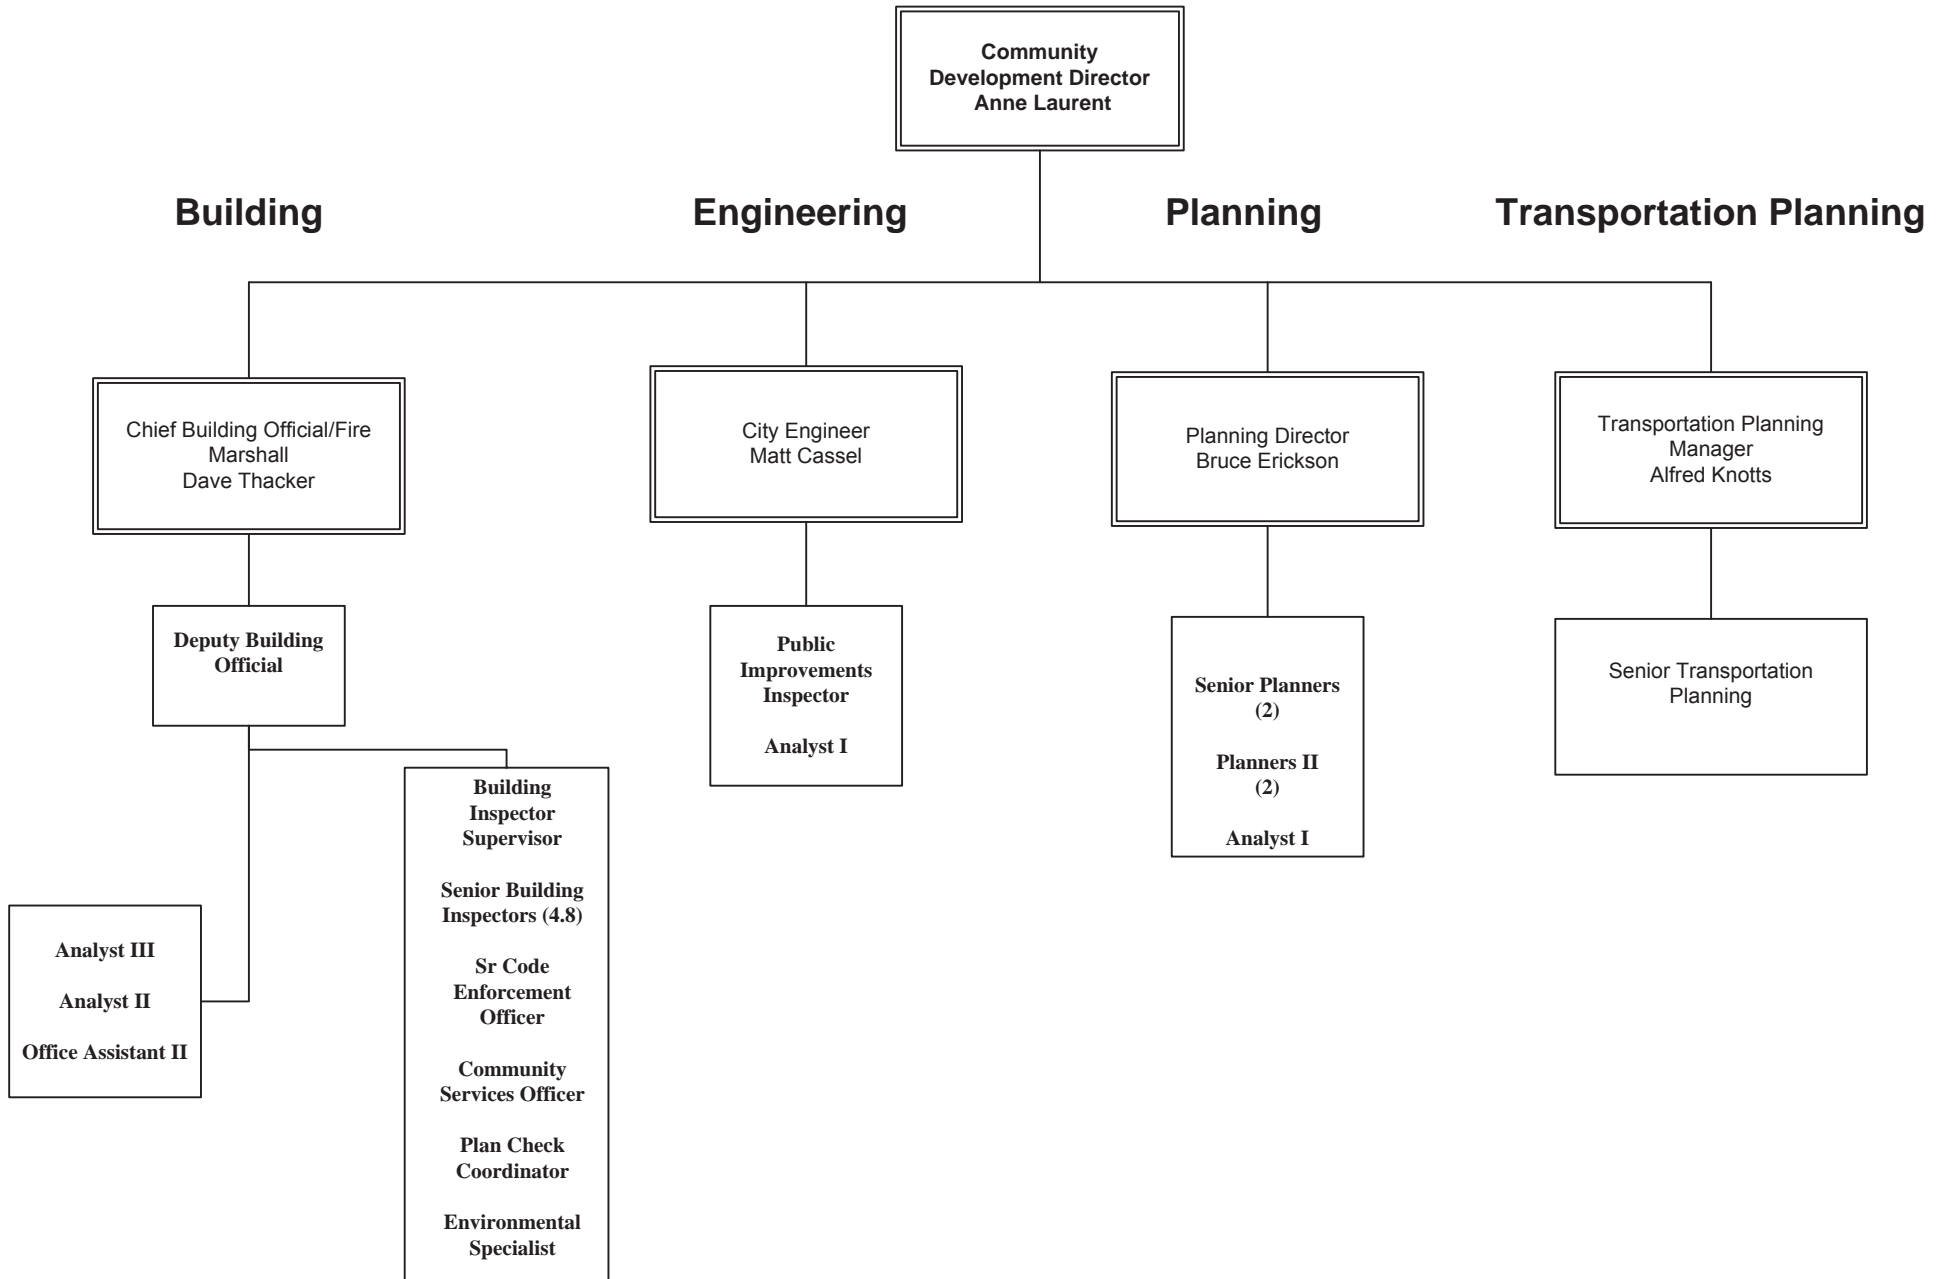 Community
Development Director
Anne Laurent
Building
Engineering
Planning
Transportation Planning
Chief Building Official/Fire
Marshall
Dave Thacker
City Engineer
Matt Cassel
Planning Director
Bruce Erickson
Transportation Planning
Manager
Alfred Knotts
Deputy Building
Official
Public
Improvements
Inspector
Analyst I
Senior Planners
(2)
Planners II
(2)
Analyst I
Senior Transportation
Planning
Building
Inspector
Supervisor
Senior Building
Inspectors (4.8)
Sr Code
Enforcement
Officer
Community
Services Officer
Plan Check
Coordinator
Environmental
Specialist
Analyst III
Analyst II
Office Assistant II